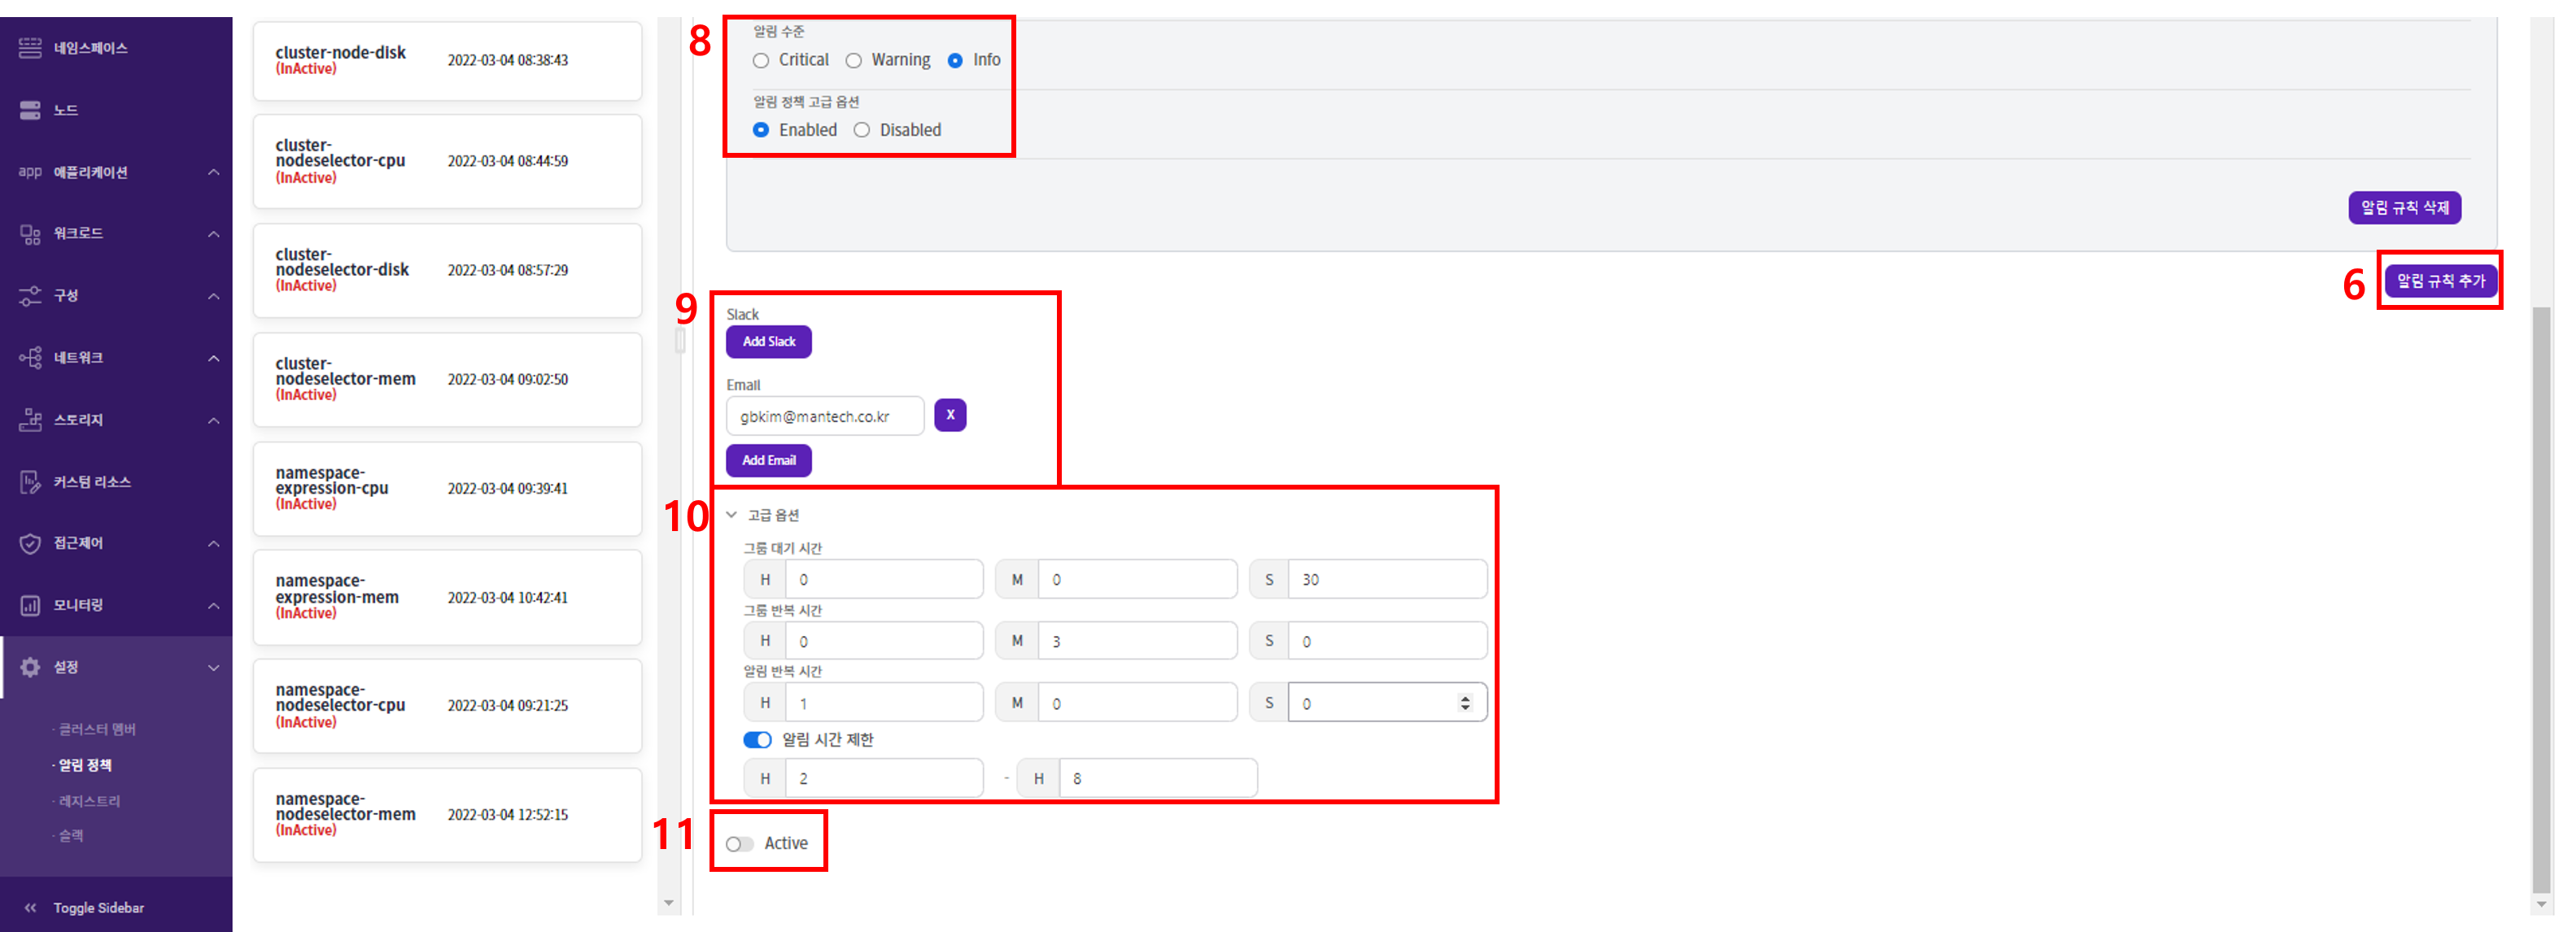 네임스페이스
노드
app 애플리케이션
워크로드
구성
네트워크
스토리지
커스텀 리소스
접근제어
모니터링
설정
· 클러스터 멤버
· 알림 정책
· 레지스트리
· 슬랙
Toggle Sidebar
cluster-node-disk
(InActive)
2022-03-04 08:38:43
cluster-
nodeselector-cpu
(InActive)
2022-03-04 08:44:59
cluster-
nodeselector-disk
(InActive)
2022-03-04 08:57:29
cluster-
nodeselector-mem
(InActive)
2022-03-04 09:02:50
namespace-
expression-cpu
(InActive)
2022-03-04 09:39:41
namespace-
expression-mem
(InActive)
2022-03-04 10:42:41
namespace-
nodeselector-cpu
(InActive)
2022-03-04 09:21:25
namespace-
nodeselector-mem
(InActive)
2022-03-04 12:52:15
8
알림 수준
Critical Warning Info
알림 정책 고급 옵션
Enabled Disabled
알림 규칙 삭제
6
알림 규칙 추가
9
Slack
Add Slack
Email
gbkim@mantech.co.kr X
Add Email
10
고급 옵션
그룹 대기 시간
H 0 M 0 S 30
그룹 반복 시간
H 0 M 3 S 0
알림 반복 시간
H 1 M 0 S 0
알림 시간 제한
H 2 - H 8
11
Active